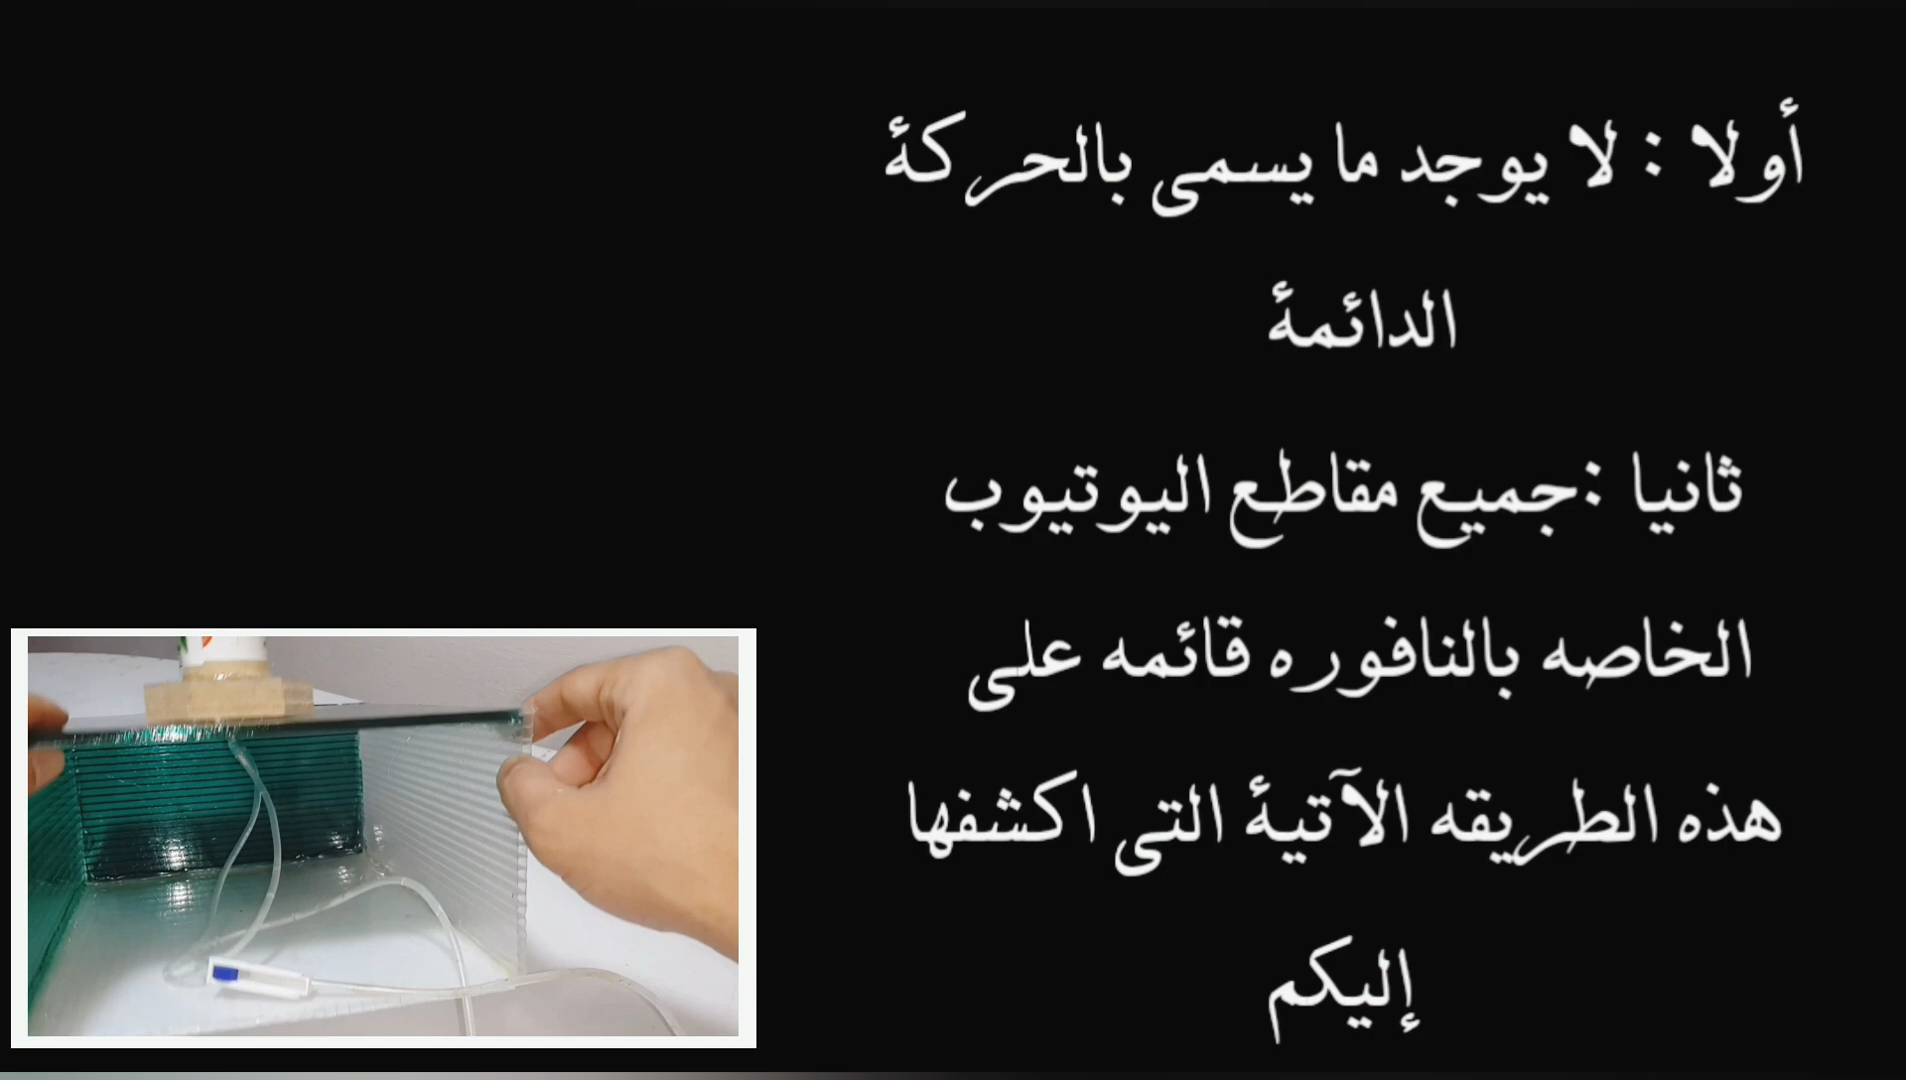 أولا : لا يوجد ما يسمى بالحركة
الدائمة
ثانيا :جميع مقاطع اليوتيوب
الخاصه بالنافوره قائمه على
هذه الطريقه الآتية التى اكشفها
إليكم